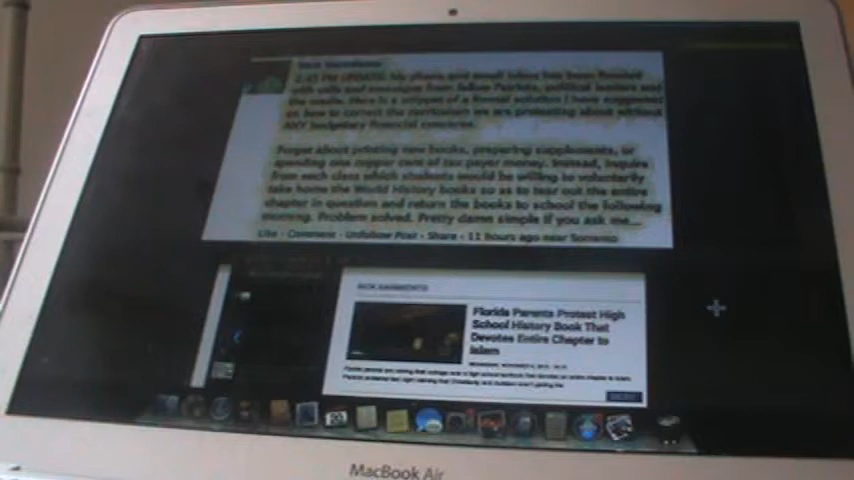 2:45 PM UPDATE: My phone and email inbox has been flooded
with calls and messages from fellow Patriots, political leaders and
the media. Here is a snippet of a formal solution I have suggested
on how to correct the curriculum we are protesting about without
ANY budgetary financial concerns.
Forget about printing new books, preparing supplements, or
spending one copper cent of tax payer money. Instead, inquire
from each class which students would be willing to voluntarily
take home the World History books so as to tear out the entire
chapter in question and return the books to school the following
morning. Problem solved. Pretty damn simple if you ask me...
Like · Comment · Unfollow Post · Share · 11 hours ago near Sorrento
Florida Parents Protest High
School History Book That
Devotes Entire Chapter to
Islam
MacBook Air